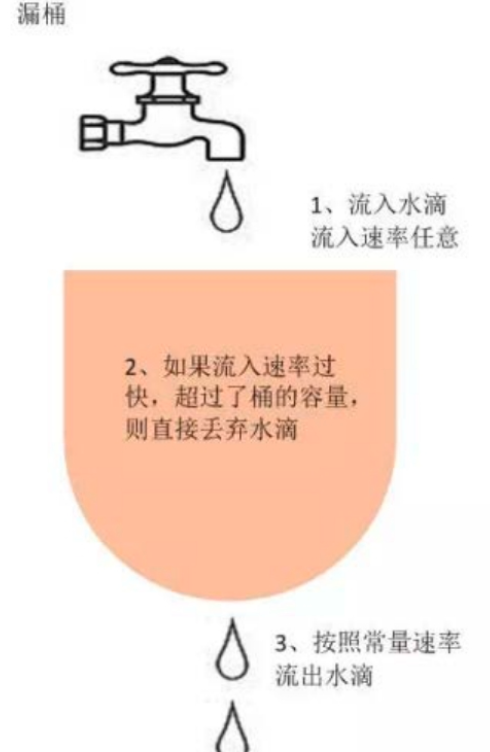 漏桶
1、流入水滴
流入速率任意
2、如果流入速率过
快，超过了桶的容量，
则直接丢弃水滴
3、按照常量速率
流出水滴